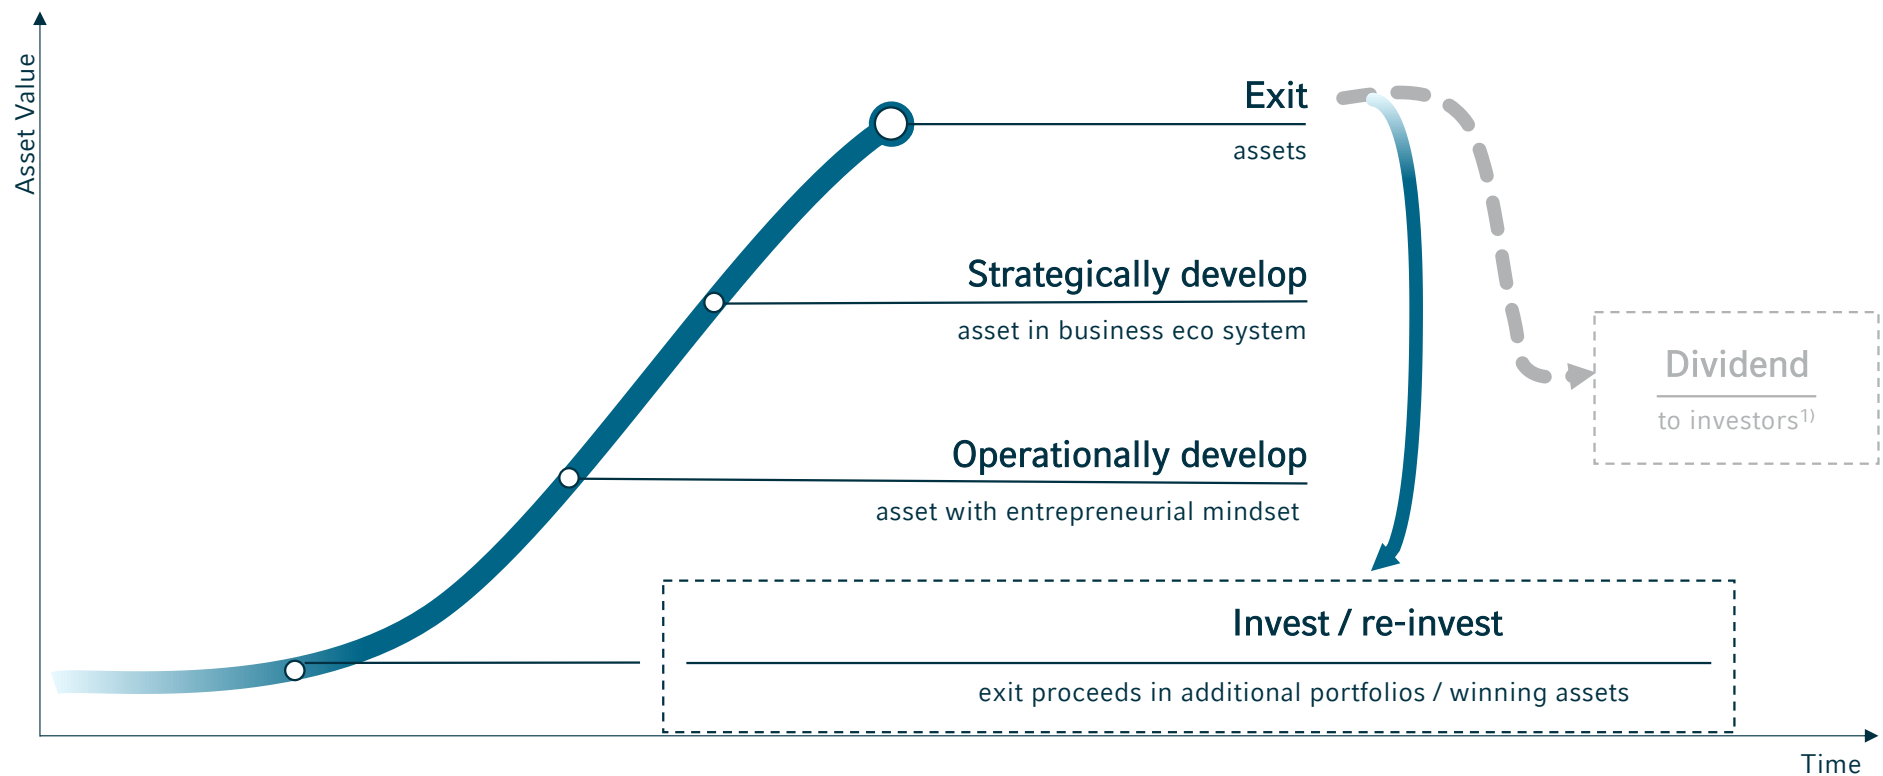 Asset Value
Exit
assets
Strategically develop
asset in business eco system
Dividend
to investors¹⁾
Operationally develop
asset with entrepreneurial mindset
Invest / re-invest
exit proceeds in additional portfolios / winning assets
Time